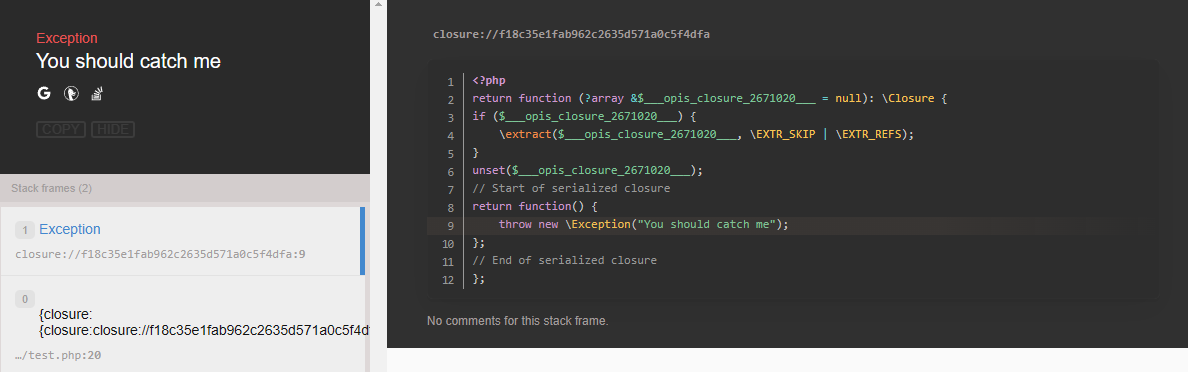 Exception
You should catch me
COPY HIDE
Stack frames (2)
1 Exception
closure://f18c35e1fab962c2635d571a0c5f4dfa:9
0
{closure:
{closure:closure://f18c35e1fab962c2635d571a0c5f4d
…/test.php:20
closure://f18c35e1fab962c2635d571a0c5f4dfa
1 <?php
2 return function (?array &$___opis_closure_2671020___ = null): \Closure {
3 if ($___opis_closure_2671020___) {
4     \extract($___opis_closure_2671020___, \EXTR_SKIP | \EXTR_REFS);
5 }
6 unset($___opis_closure_2671020___);
7 // Start of serialized closure
8 return function() {
9     throw new \Exception("You should catch me");
10 };
11 // End of serialized closure
12 };
No comments for this stack frame.